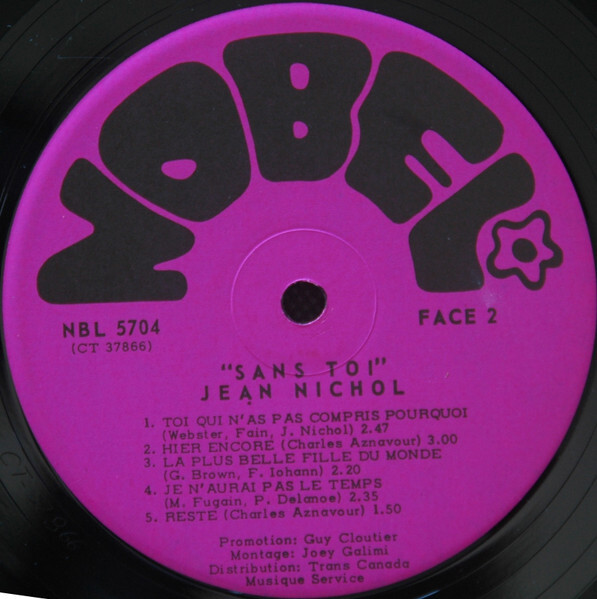 NOBEL
NBL 5704
(CT 37866)
FACE 2
"SANS TOI"
JEAN NICHOL
1. TOI QUI N'AS PAS COMPRIS POURQUOI
(Webster, Fain, J. Nichol) 2.47
2. HIER ENCORE (Charles Aznavour) 3.00
3. LA PLUS BELLE FILLE DU MONDE
(G. Brown, F. Iohann) 2.20
4. JE N'AURAI PAS LE TEMPS
(M. Fugain, P. Delanoe) 2.35
5. RESTE (Charles Aznavour) 1.50
Promotion: Guy Cloutier
Montage: Joey Galimi
Distribution: Trans Canada
Musique Service